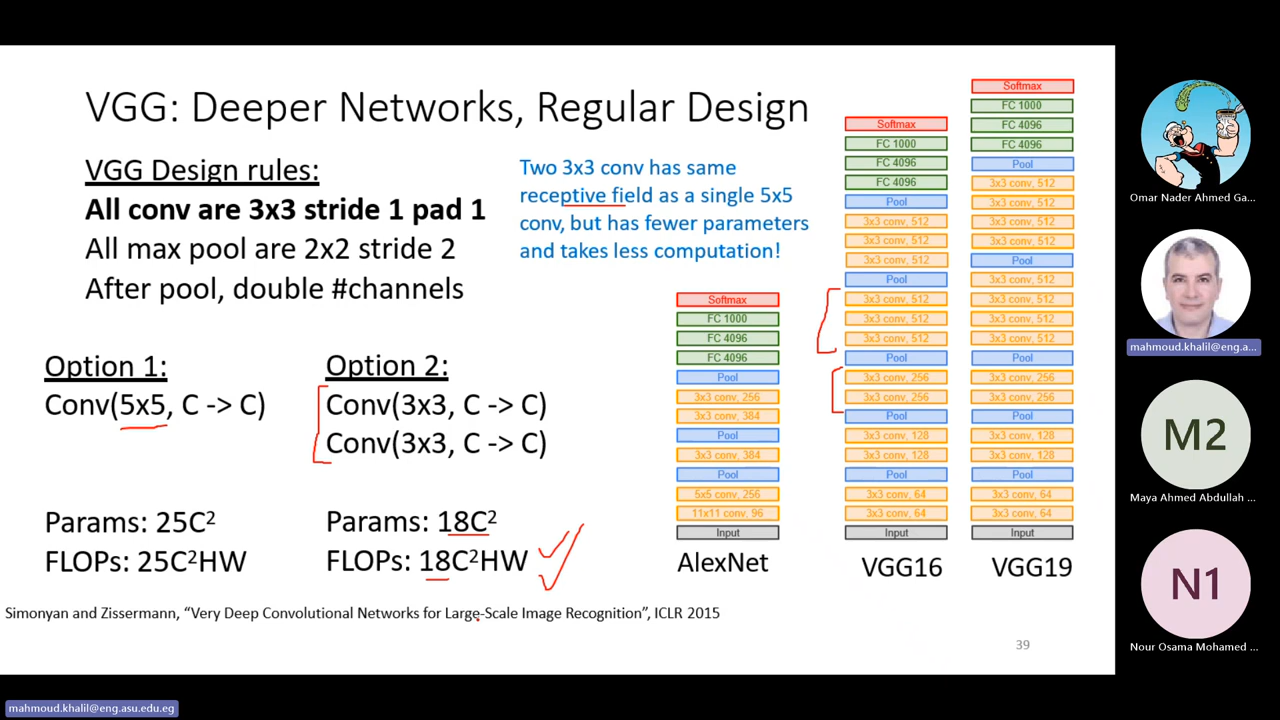 VGG: Deeper Networks, Regular Design
VGG Design rules:
All conv are 3x3 stride 1 pad 1
All max pool are 2x2 stride 2
After pool, double #channels
Two 3x3 conv has same
receptive field as a single 5x5
conv, but has fewer parameters
and takes less computation!
Option 1:
Conv(5x5, C -> C)
Params: 25C²
FLOPs: 25C²HW
Option 2:
Conv(3x3, C -> C)
Conv(3x3, C -> C)
Params: 18C²
FLOPs: 18C²HW
Softmax
FC 1000
FC 4096
FC 4096
Pool
3x3 conv, 256
3x3 conv, 384
Pool
3x3 conv, 384
Pool
5x5 conv, 256
11x11 conv, 96
Input
AlexNet
Softmax
FC 1000
FC 4096
FC 4096
Pool
3x3 conv, 512
3x3 conv, 512
3x3 conv, 512
Pool
3x3 conv, 512
3x3 conv, 512
3x3 conv, 512
Pool
3x3 conv, 256
3x3 conv, 256
Pool
3x3 conv, 128
3x3 conv, 128
Pool
3x3 conv, 64
3x3 conv, 64
Input
VGG16
Softmax
FC 1000
FC 4096
FC 4096
Pool
3x3 conv, 512
3x3 conv, 512
3x3 conv, 512
3x3 conv, 512
Pool
3x3 conv, 512
3x3 conv, 512
3x3 conv, 512
3x3 conv, 512
Pool
3x3 conv, 256
3x3 conv, 256
Pool
3x3 conv, 128
3x3 conv, 128
Pool
3x3 conv, 64
3x3 conv, 64
Input
VGG19
Simonyan and Zissermann, “Very Deep Convolutional Networks for Large-Scale Image Recognition”, ICLR 2015
39
Omar Nader Ahmed Ga...
mahmoud.khalil@eng.a...
M2
Maya Ahmed Abdullah ...
N1
Nour Osama Mohamed ...
mahmoud.khalil@eng.asu.edu.eg